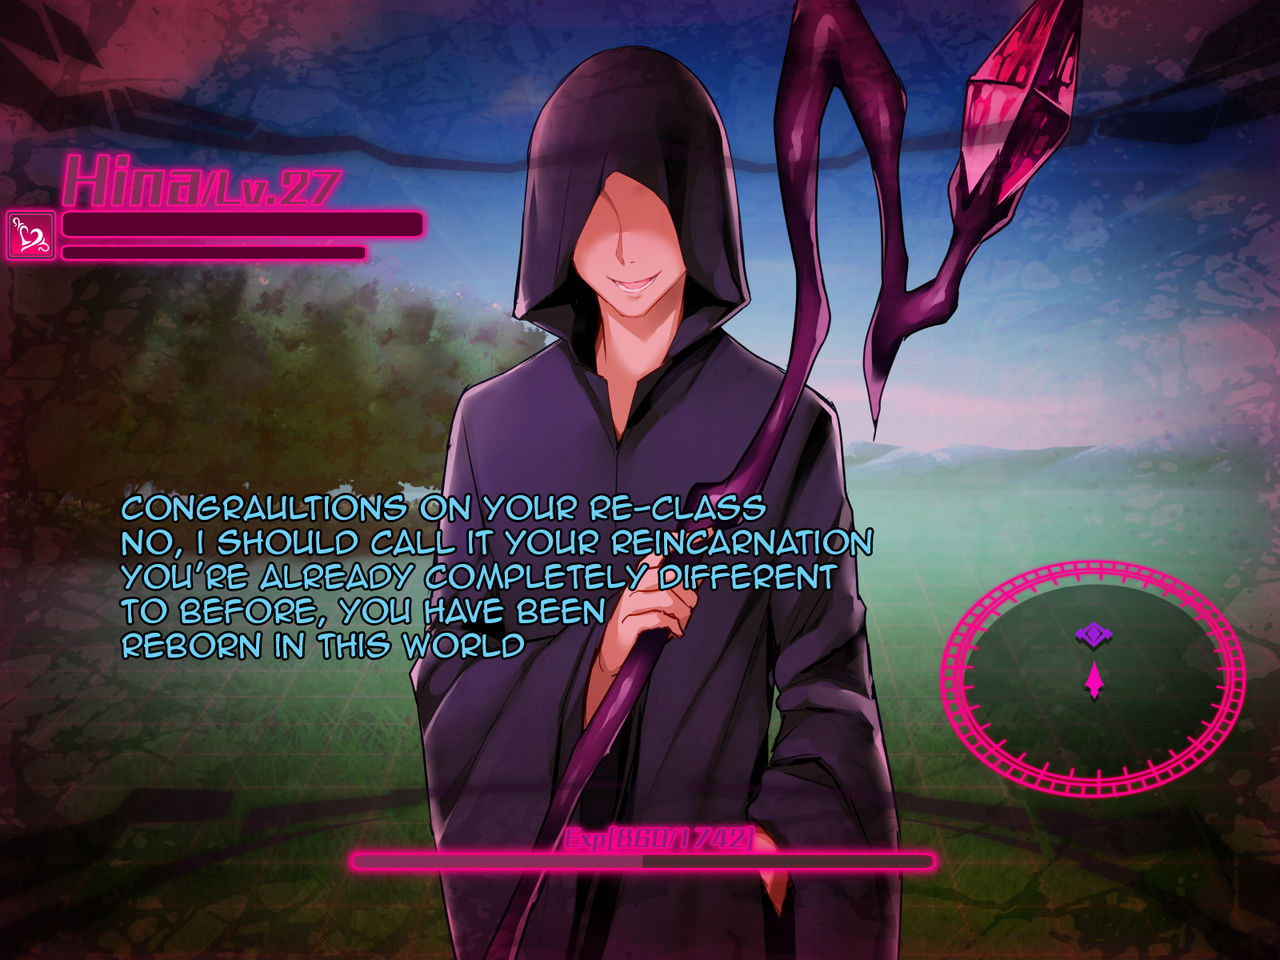 Hina/Lv.27
CONGRAULTIONS ON YOUR RE-CLASS
NO, I SHOULD CALL IT YOUR REINCARNATION
YOU'RE ALREADY COMPLETELY DIFFERENT
TO BEFORE, YOU HAVE BEEN
REBORN IN THIS WORLD
Exp[860/1742]